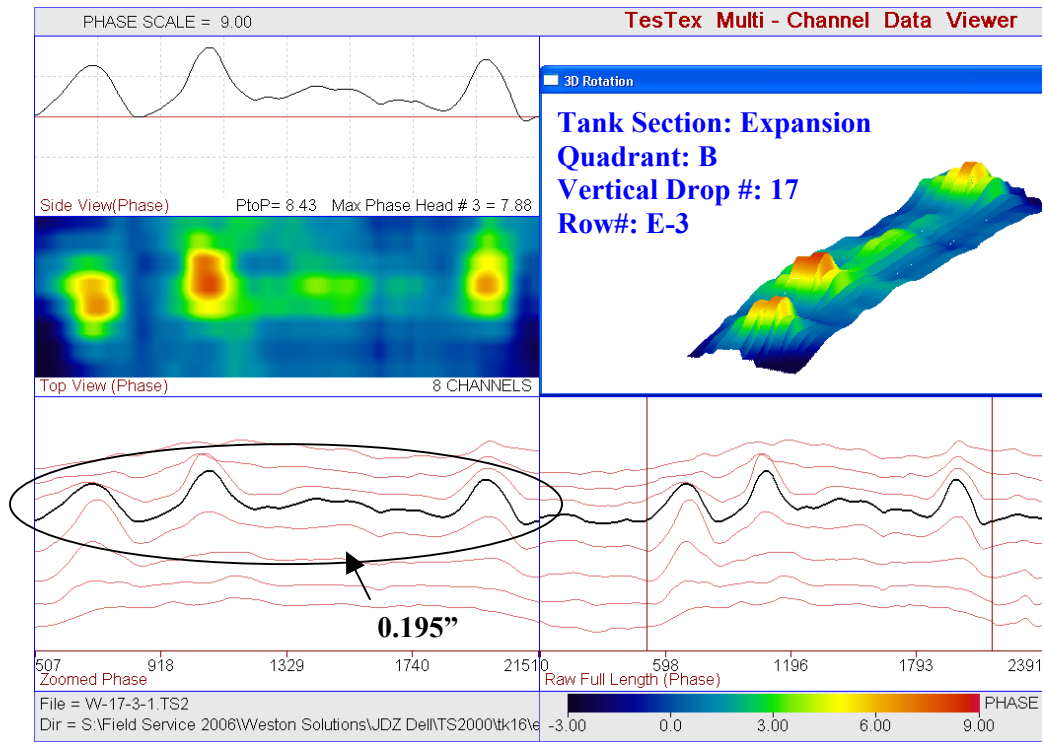 PHASE SCALE = 9.00
TesTex Multi - Channel Data Viewer
3D Rotation
Tank Section: Expansion
Quadrant: B
Vertical Drop #: 17
Row#: E-3
Side View(Phase) PtoP= 8.43 Max Phase Head # 3 = 7.88
Top View (Phase) 8 CHANNELS
0.195”
507 918 1329 1740 2151
Zoomed Phase
0 598 1196 1793 2391
Raw Full Length (Phase)
File = W-17-3-1.TS2
Dir = S:\Field Service 2006\Weston Solutions\JDZ Dell\TS2000\tk16\e
PHASE
-3.00 0.0 3.00 6.00 9.00